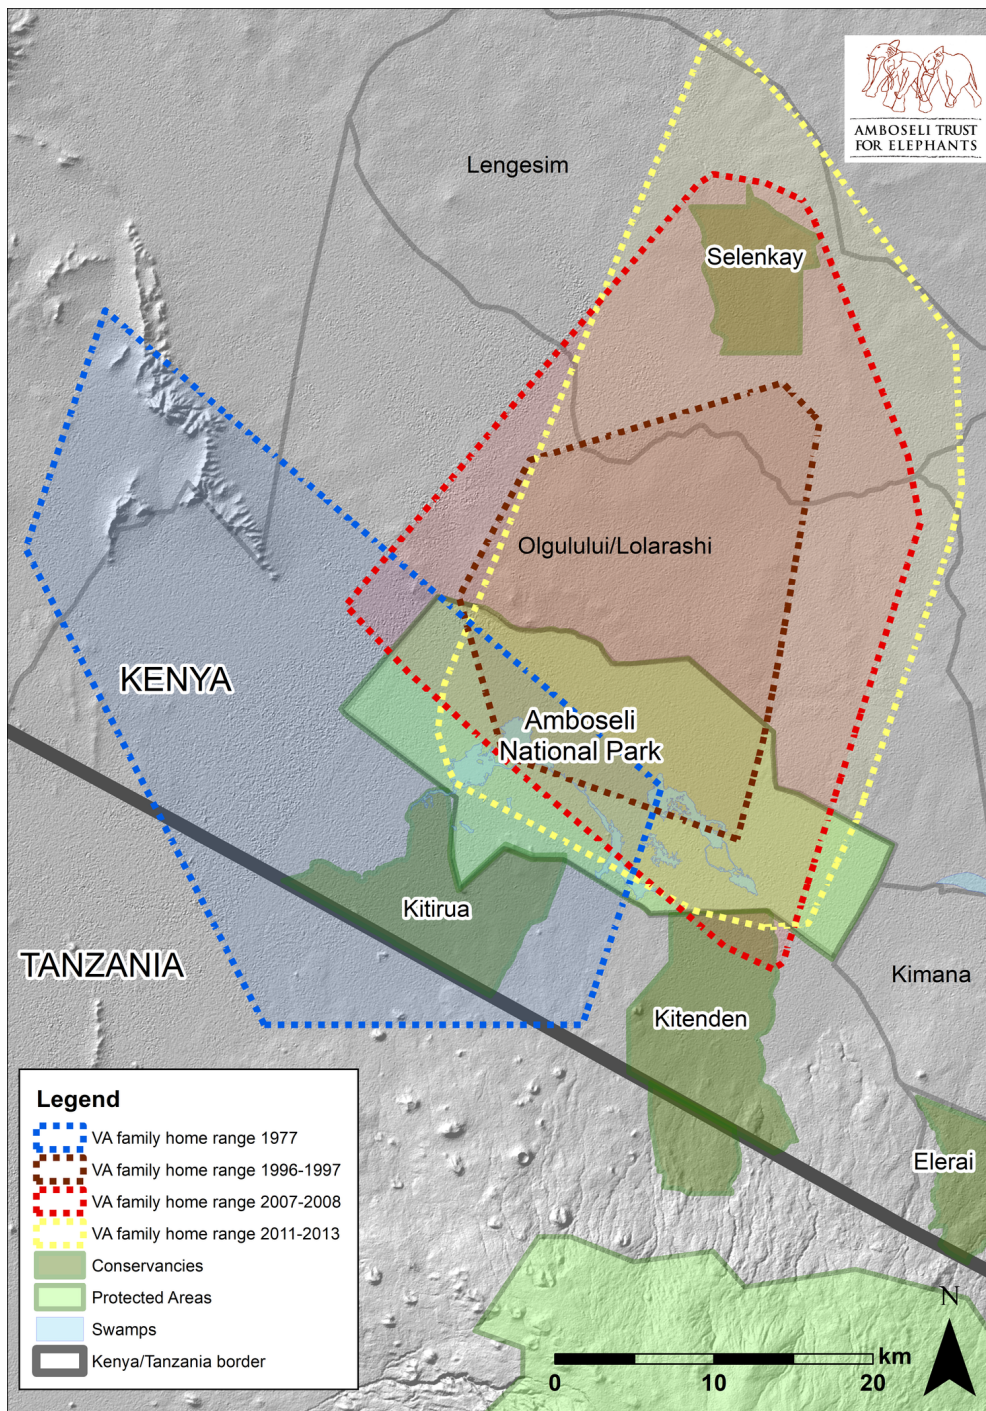 AMBOSELI TRUST
FOR ELEPHANTS
Lengesim
Selenkay
Olgulului/Lolarashi
KENYA
Amboseli
National Park
Kitirua
TANZANIA
Kimana
Kitenden
Elerai
Legend
VA family home range 1977
VA family home range 1996-1997
VA family home range 2007-2008
VA family home range 2011-2013
Conservancies
Protected Areas
Swamps
Kenya/Tanzania border
N
km
0 10 20